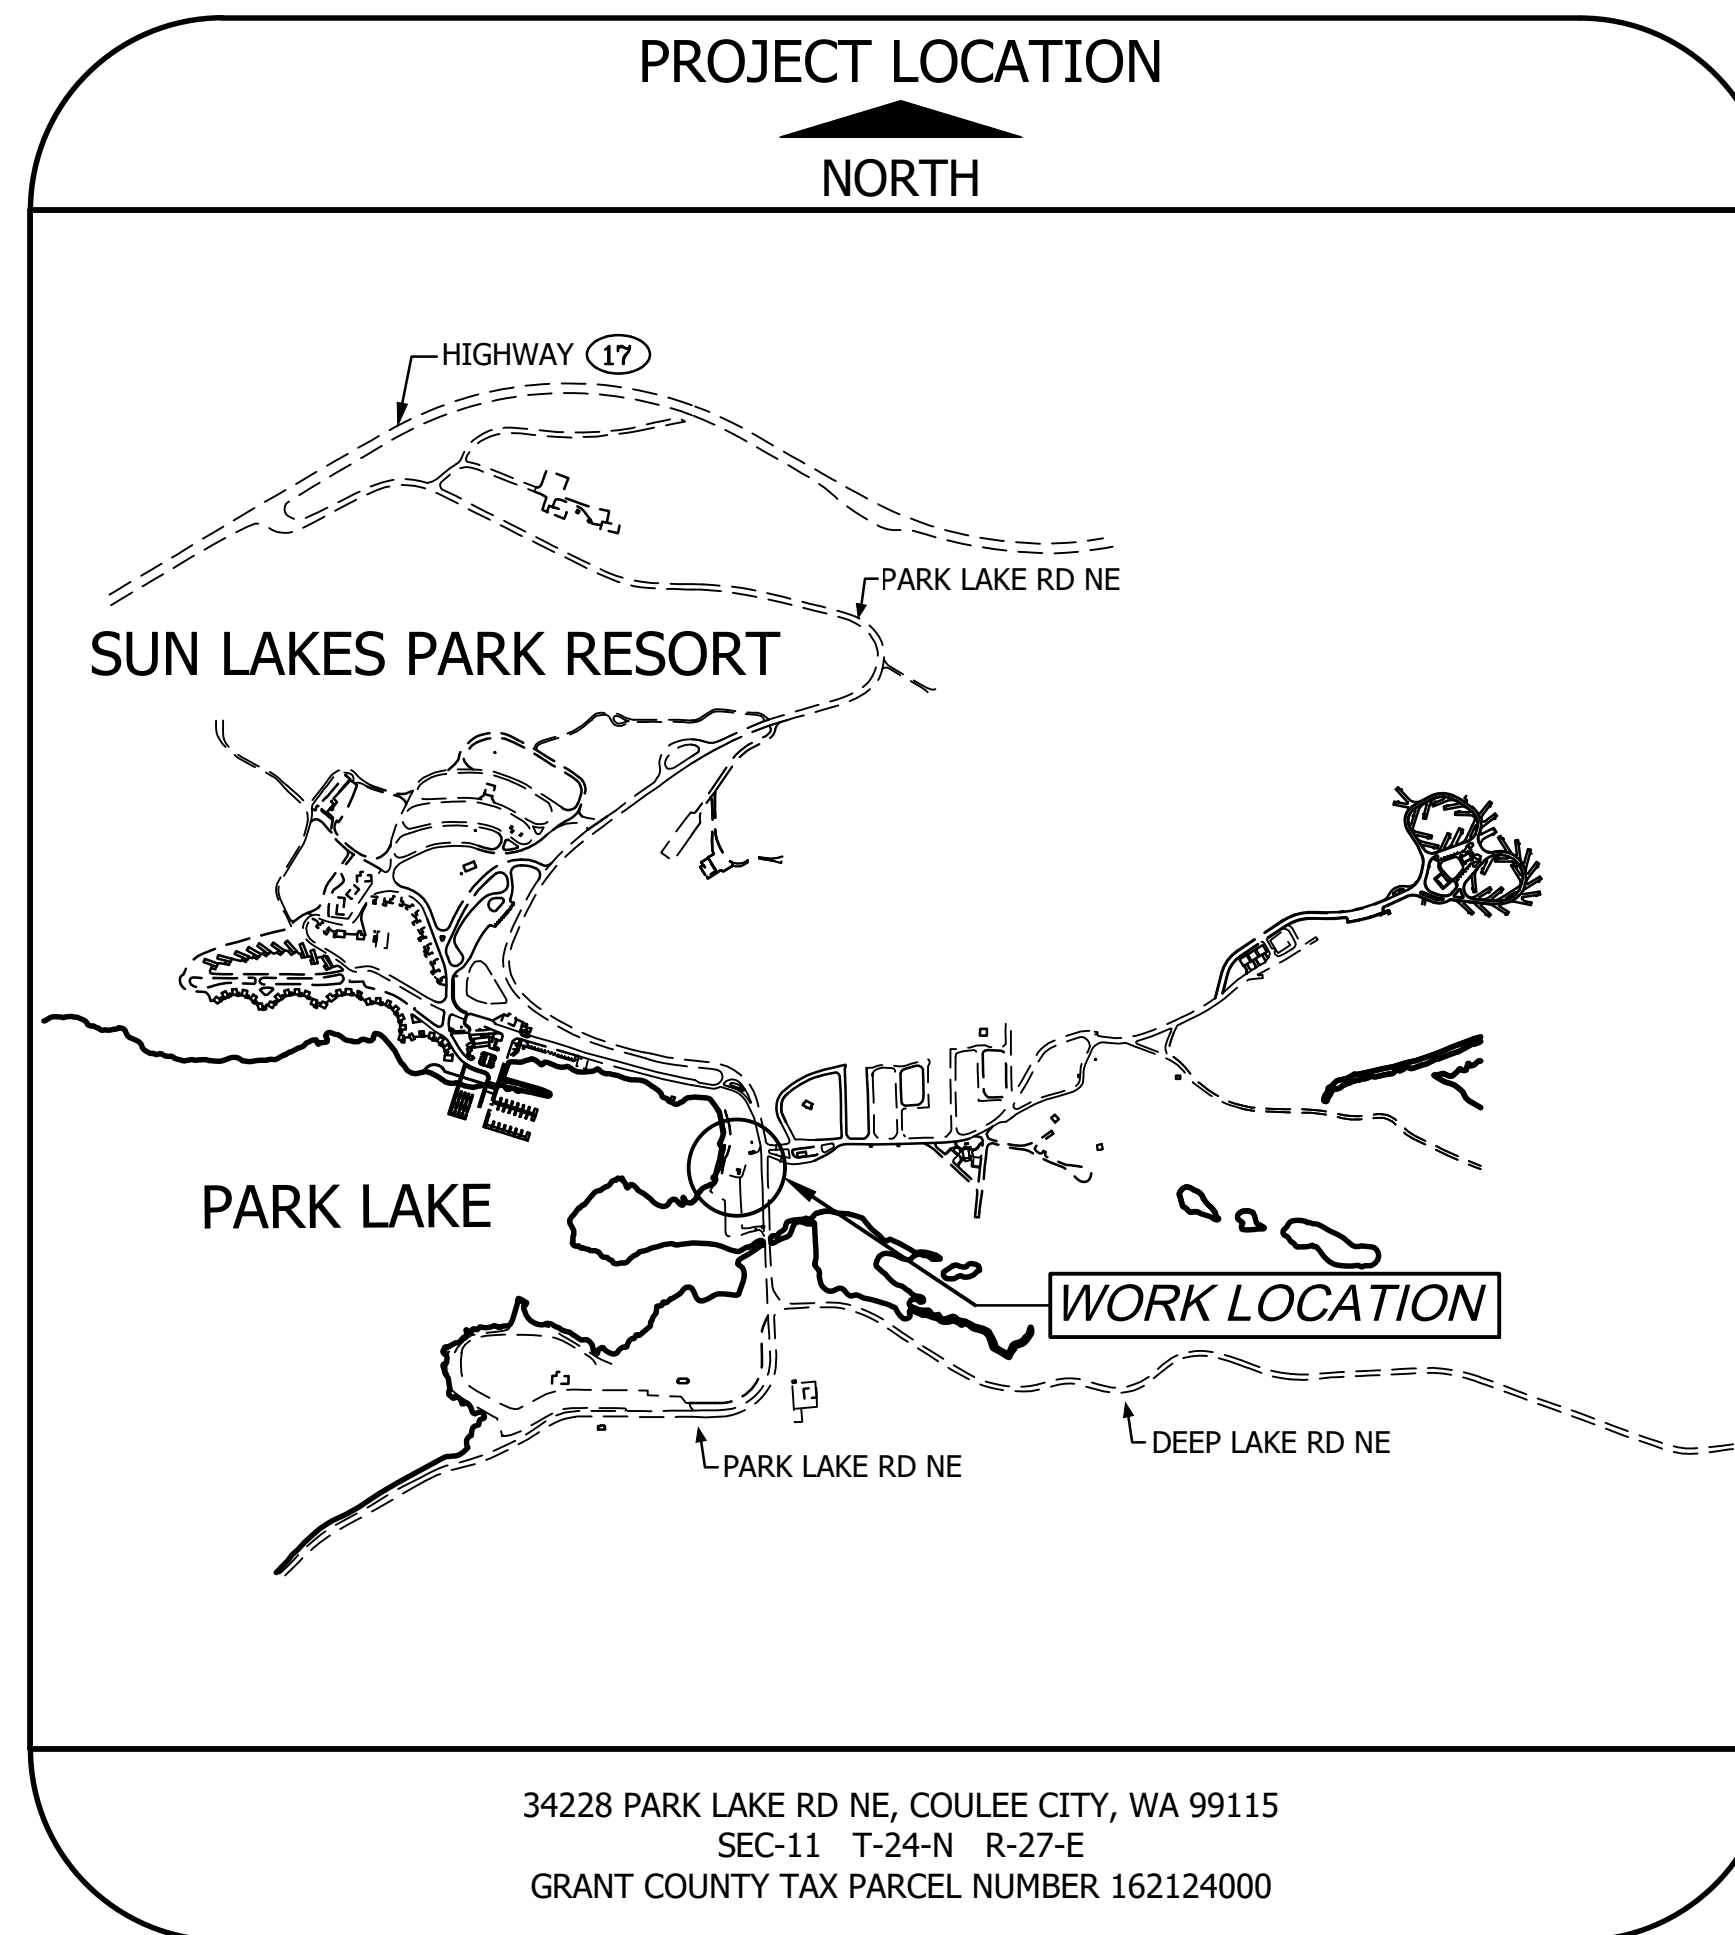 PROJECT LOCATION
NORTH
HIGHWAY 17
PARK LAKE RD NE
SUN LAKES PARK RESORT
PARK LAKE
WORK LOCATION
DEEP LAKE RD NE
PARK LAKE RD NE
34228 PARK LAKE RD NE, COULEE CITY, WA 99115
SEC-11 T-24-N R-27-E
GRANT COUNTY TAX PARCEL NUMBER 162124000